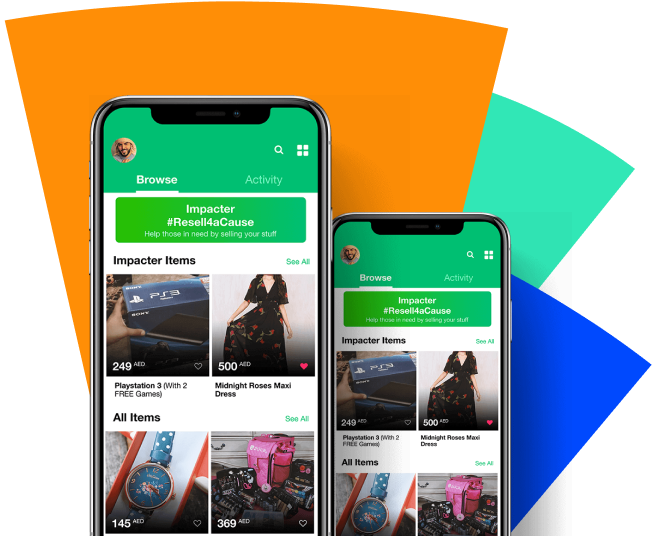 Browse
Activity
Impacter
#Resell4aCause
Help those in need by selling your stuff
Impacter Items
See All
SONY
PS3
SONY
249 AED
500 AED
Playstation 3 (With 2
FREE Games)
Midnight Roses Maxi
Dress
All Items
See All
145 AED
369 AED
Browse
Activity
Impacter
#Resell4aCause
Help those in need by selling your stuff
Impacter Items
See All
PS3
249 AED
500 AED
Playstation 3 (With 2
FREE Games)
Midnight Roses Maxi
Dress
All Items
See All